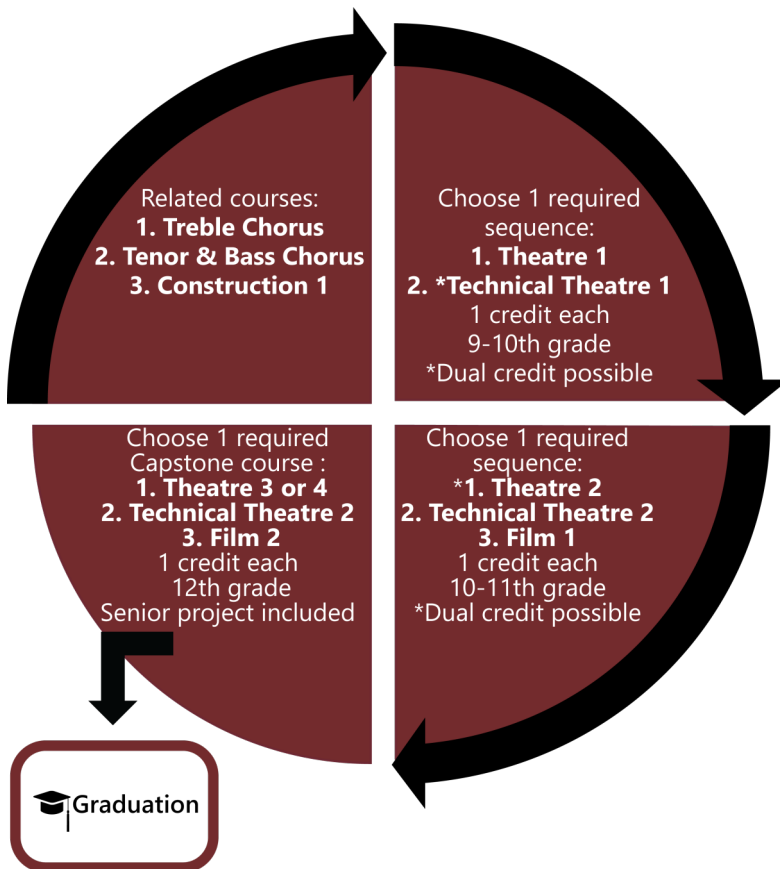 Related courses:
1. Treble Chorus
2. Tenor & Bass Chorus
3. Construction 1
Choose 1 required
sequence:
1. Theatre 1
2. *Technical Theatre 1
1 credit each
9-10th grade
*Dual credit possible
Choose 1 required
Capstone course :
1. Theatre 3 or 4
2. Technical Theatre 2
3. Film 2
1 credit each
12th grade
Senior project included
Choose 1 required
sequence:
*1. Theatre 2
2. Technical Theatre 2
3. Film 1
1 credit each
10-11th grade
*Dual credit possible
Graduation